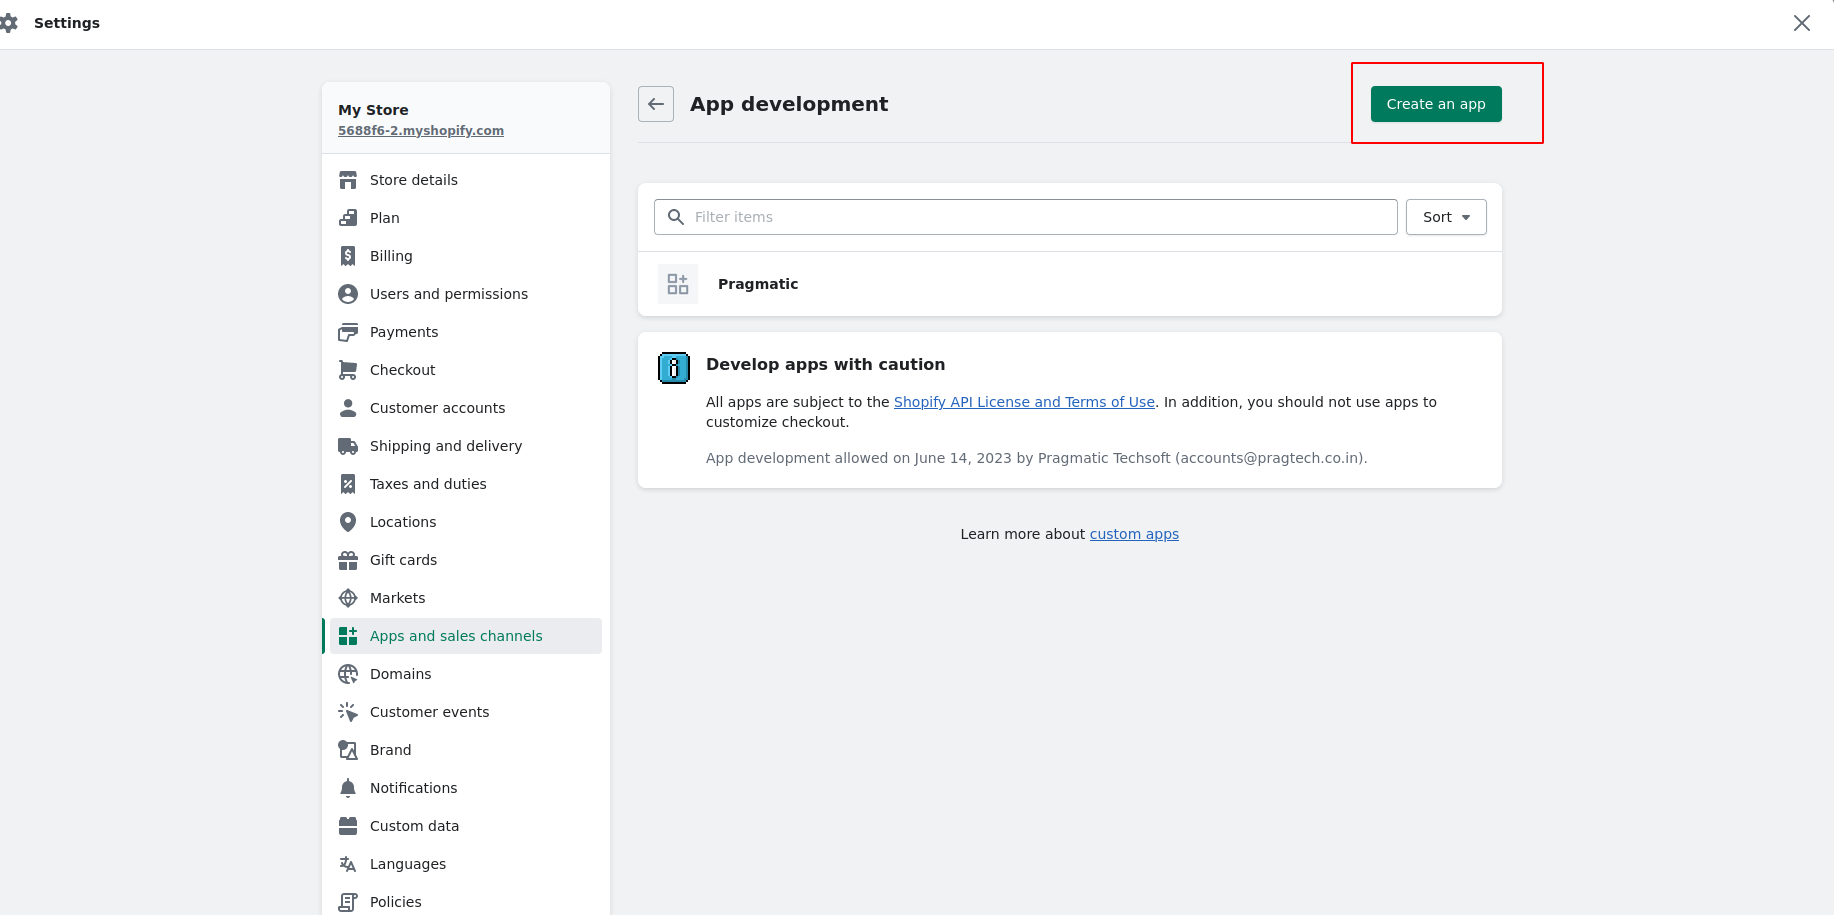 Settings
My Store
5688f6-2.myshopify.com
Store details
Plan
Billing
Users and permissions
Payments
Checkout
Customer accounts
Shipping and delivery
Taxes and duties
Locations
Gift cards
Markets
Apps and sales channels
Domains
Customer events
Brand
Notifications
Custom data
Languages
Policies
App development
Create an app
Filter items
Sort
Pragmatic
Develop apps with caution
All apps are subject to the Shopify API License and Terms of Use. In addition, you should not use apps to
customize checkout.
App development allowed on June 14, 2023 by Pragmatic Techsoft (accounts@pragtech.co.in).
Learn more about custom apps